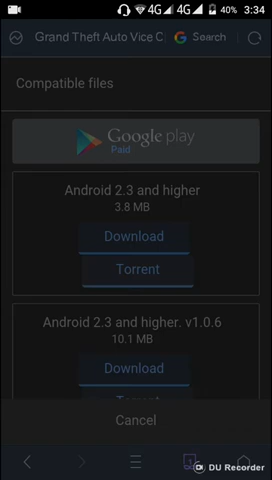 4G 4G 40% 3:34
Grand Theft Auto Vice C G Search
Compatible files
Google play
Paid
Android 2.3 and higher
3.8 MB
Download
Torrent
Android 2.3 and higher. v1.0.6
10.1 MB
Download
Cancel
DU Recorder